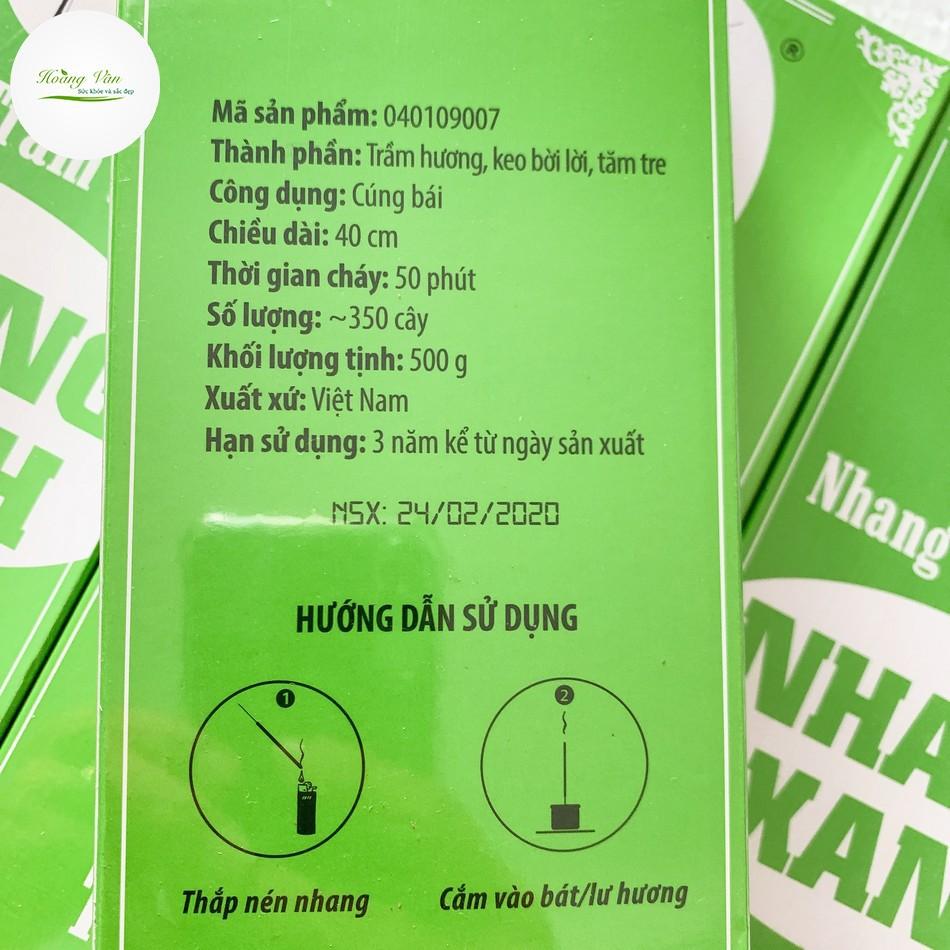 Hoàng Vân
Sức khỏe và sắc đẹp
Mã sản phẩm: 040109007
Thành phần: Trầm hương, keo bời lời, tăm tre
Công dụng: Cúng bái
Chiều dài: 40 cm
Thời gian cháy: 50 phút
Số lượng: ~350 cây
Khối lượng tịnh: 500 g
Xuất xứ: Việt Nam
Hạn sử dụng: 3 năm kể từ ngày sản xuất
NSX: 24/02/2020
HƯỚNG DẪN SỬ DỤNG
1
2
Thắp nén nhang
Cắm vào bát/lư hương
®
Nhang
NHA
XAN